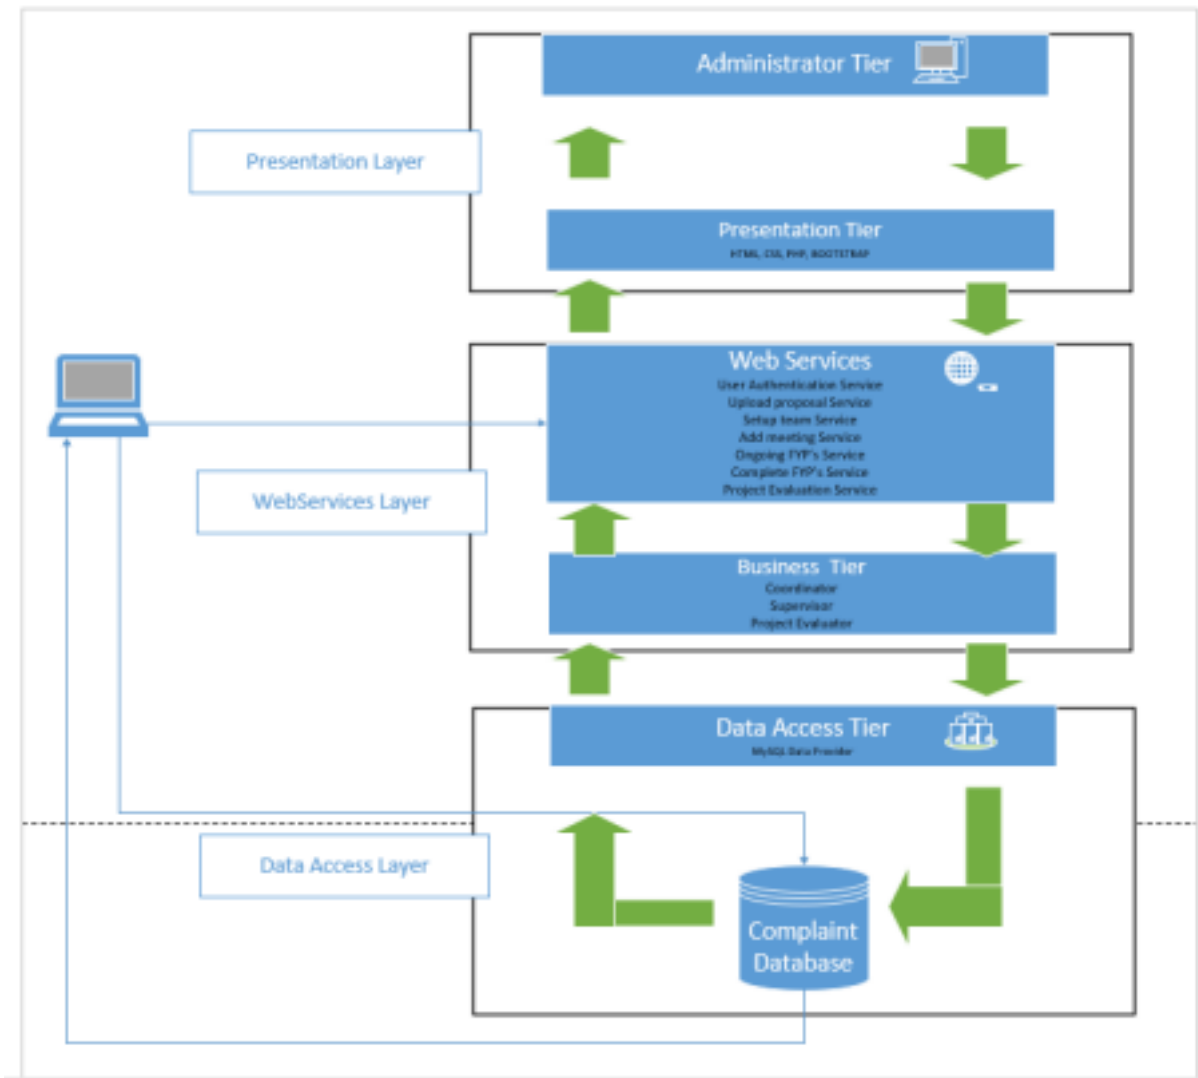 Administrator Tier
Presentation Layer
Presentation Tier
HTML, CSS, PHP, BOOTSTRAP
Web Services
User Authentication Service
Upload proposal Service
Setup team Service
Add meeting Service
Ongoing FYP's Service
Complete FYP's Service
Project Evaluation Service
WebServices Layer
Business Tier
Coordinator
Supervisor
Project Evaluator
Data Access Tier
MySQL Data Provider
Data Access Layer
Complaint
Database